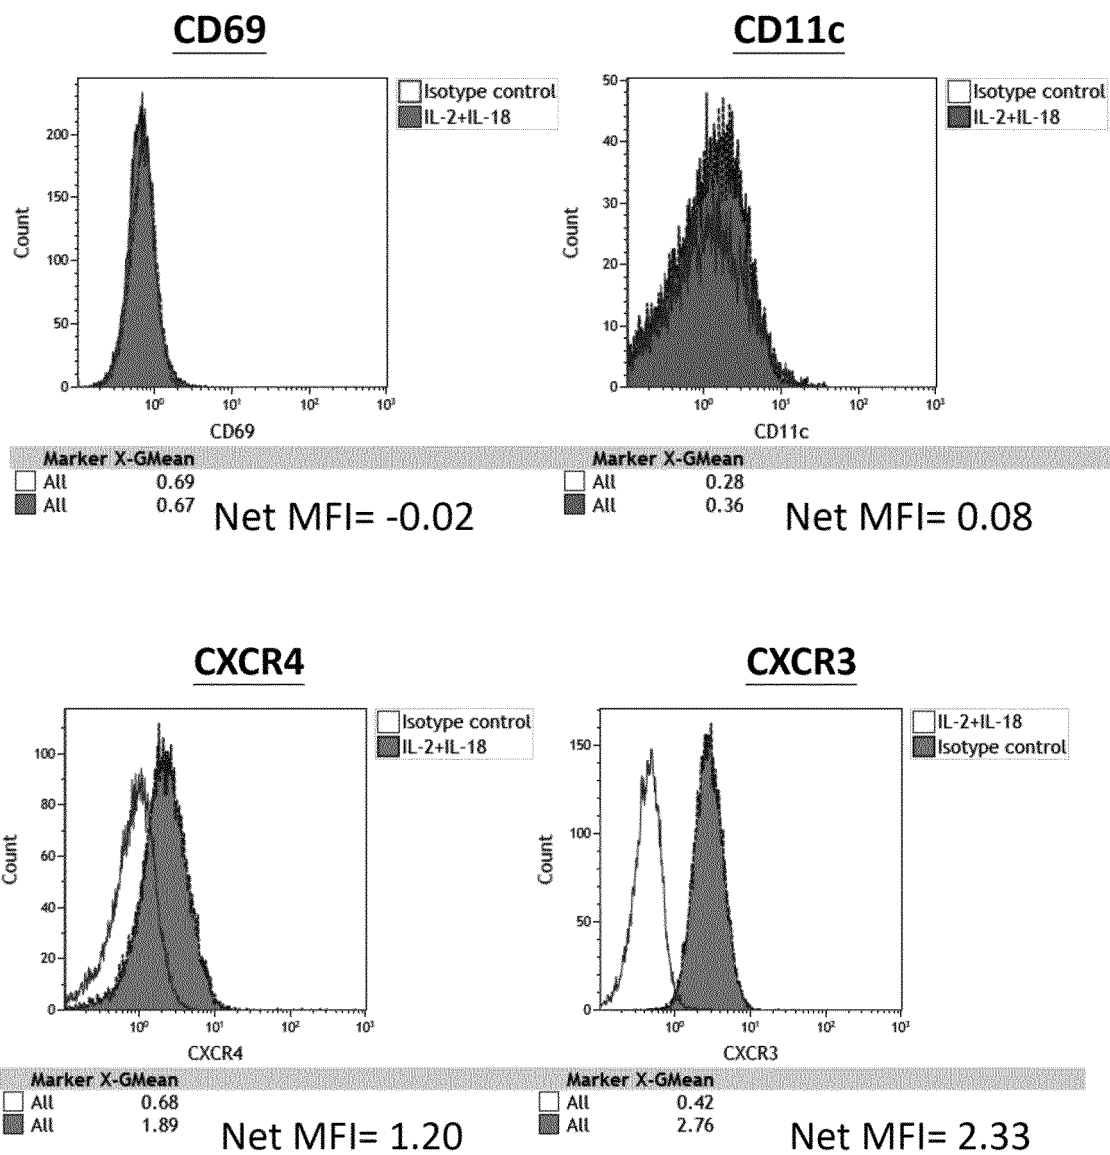 CD69
Isotype control
IL-2+IL-18
200
150
100
50
0
10⁰ 10¹ 10² 10³
Count
CD69
Marker X-GMean
All 0.69
All 0.67
Net MFI= -0.02
CD11c
Isotype control
IL-2+IL-18
50
40
30
20
10
0
10⁰ 10¹ 10² 10³
Count
CD11c
Marker X-GMean
All 0.28
All 0.36
Net MFI= 0.08
CXCR4
Isotype control
IL-2+IL-18
100
80
60
40
20
0
10⁰ 10¹ 10² 10³
Count
CXCR4
Marker X-GMean
All 0.68
All 1.89
Net MFI= 1.20
CXCR3
IL-2+IL-18
Isotype control
150
100
50
0
10⁰ 10¹ 10² 10³
Count
CXCR3
Marker X-GMean
All 0.42
All 2.76
Net MFI= 2.33